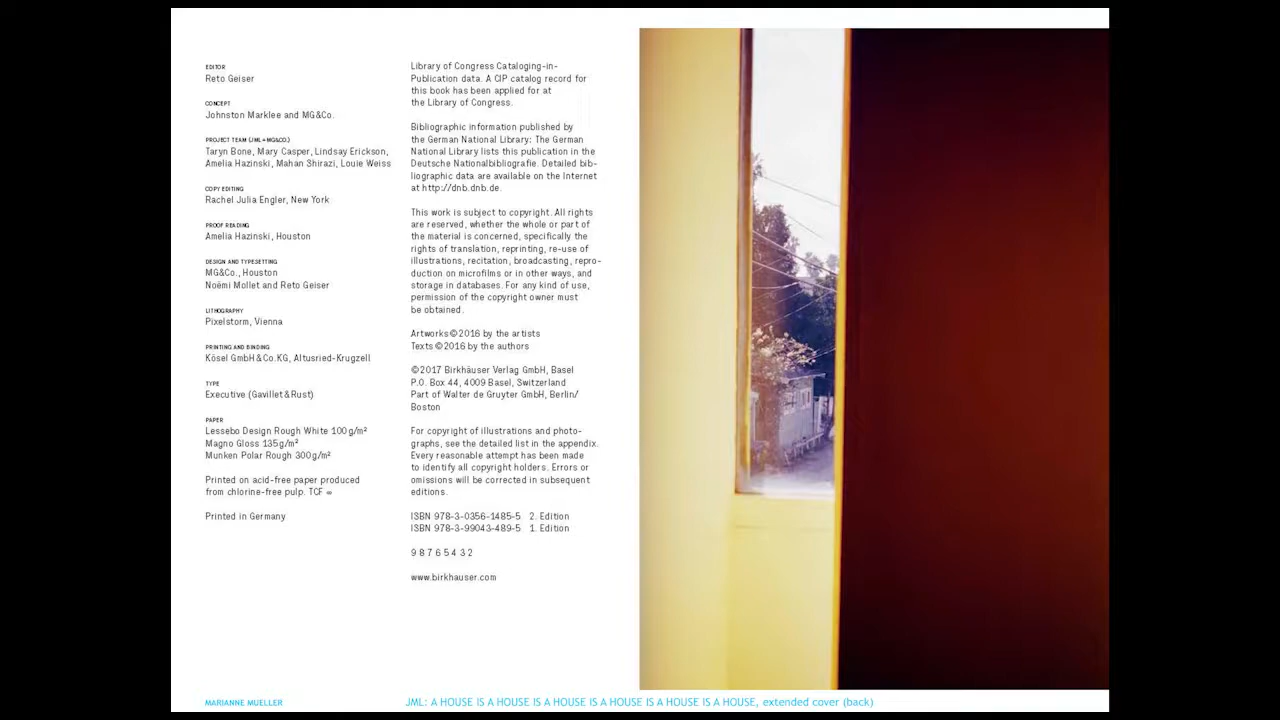 EDITOR
Reto Geiser
CONCEPT
Johnston Marklee and MG&Co.
PROJECT TEAM (JML+MG&CO.)
Taryn Bone, Mary Casper, Lindsay Erickson,
Amelia Hazinski, Mahan Shirazi, Louie Weiss
COPY EDITING
Rachel Julia Engler, New York
PROOF READING
Amelia Hazinski, Houston
DESIGN AND TYPESETTING
MG&Co., Houston
Noëmi Mollet and Reto Geiser
LITHOGRAPHY
Pixelstorm, Vienna
PRINTING AND BINDING
Kösel GmbH & Co. KG, Altusried-Krugzell
TYPE
Executive (Gavillet & Rust)
PAPER
Lessebo Design Rough White 100 g/m²
Magno Gloss 135 g/m²
Munken Polar Rough 300 g/m²
Printed on acid-free paper produced
from chlorine-free pulp. TCF ∞
Printed in Germany
Library of Congress Cataloging-in-
Publication data. A CIP catalog record for
this book has been applied for at
the Library of Congress.
Bibliographic information published by
the German National Library: The German
National Library lists this publication in the
Deutsche Nationalbibliografie. Detailed bib-
liographic data are available on the Internet
at http://dnb.dnb.de.
This work is subject to copyright. All rights
are reserved, whether the whole or part of
the material is concerned, specifically the
rights of translation, reprinting, re-use of
illustrations, recitation, broadcasting, repro-
duction on microfilms or in other ways, and
storage in databases. For any kind of use,
permission of the copyright owner must
be obtained.
Artworks © 2016 by the artists
Texts © 2016 by the authors
© 2017 Birkhäuser Verlag GmbH, Basel
P.O. Box 44, 4009 Basel, Switzerland
Part of Walter de Gruyter GmbH, Berlin/
Boston
For copyright of illustrations and photo-
graphs, see the detailed list in the appendix.
Every reasonable attempt has been made
to identify all copyright holders. Errors or
omissions will be corrected in subsequent
editions.
ISBN 978-3-0356-1485-5 2. Edition
ISBN 978-3-99043-489-5 1. Edition
9 8 7 6 5 4 3 2
www.birkhauser.com
MARIANNE MUELLER
JML: A HOUSE IS A HOUSE IS A HOUSE IS A HOUSE IS A HOUSE IS A HOUSE, extended cover (back)